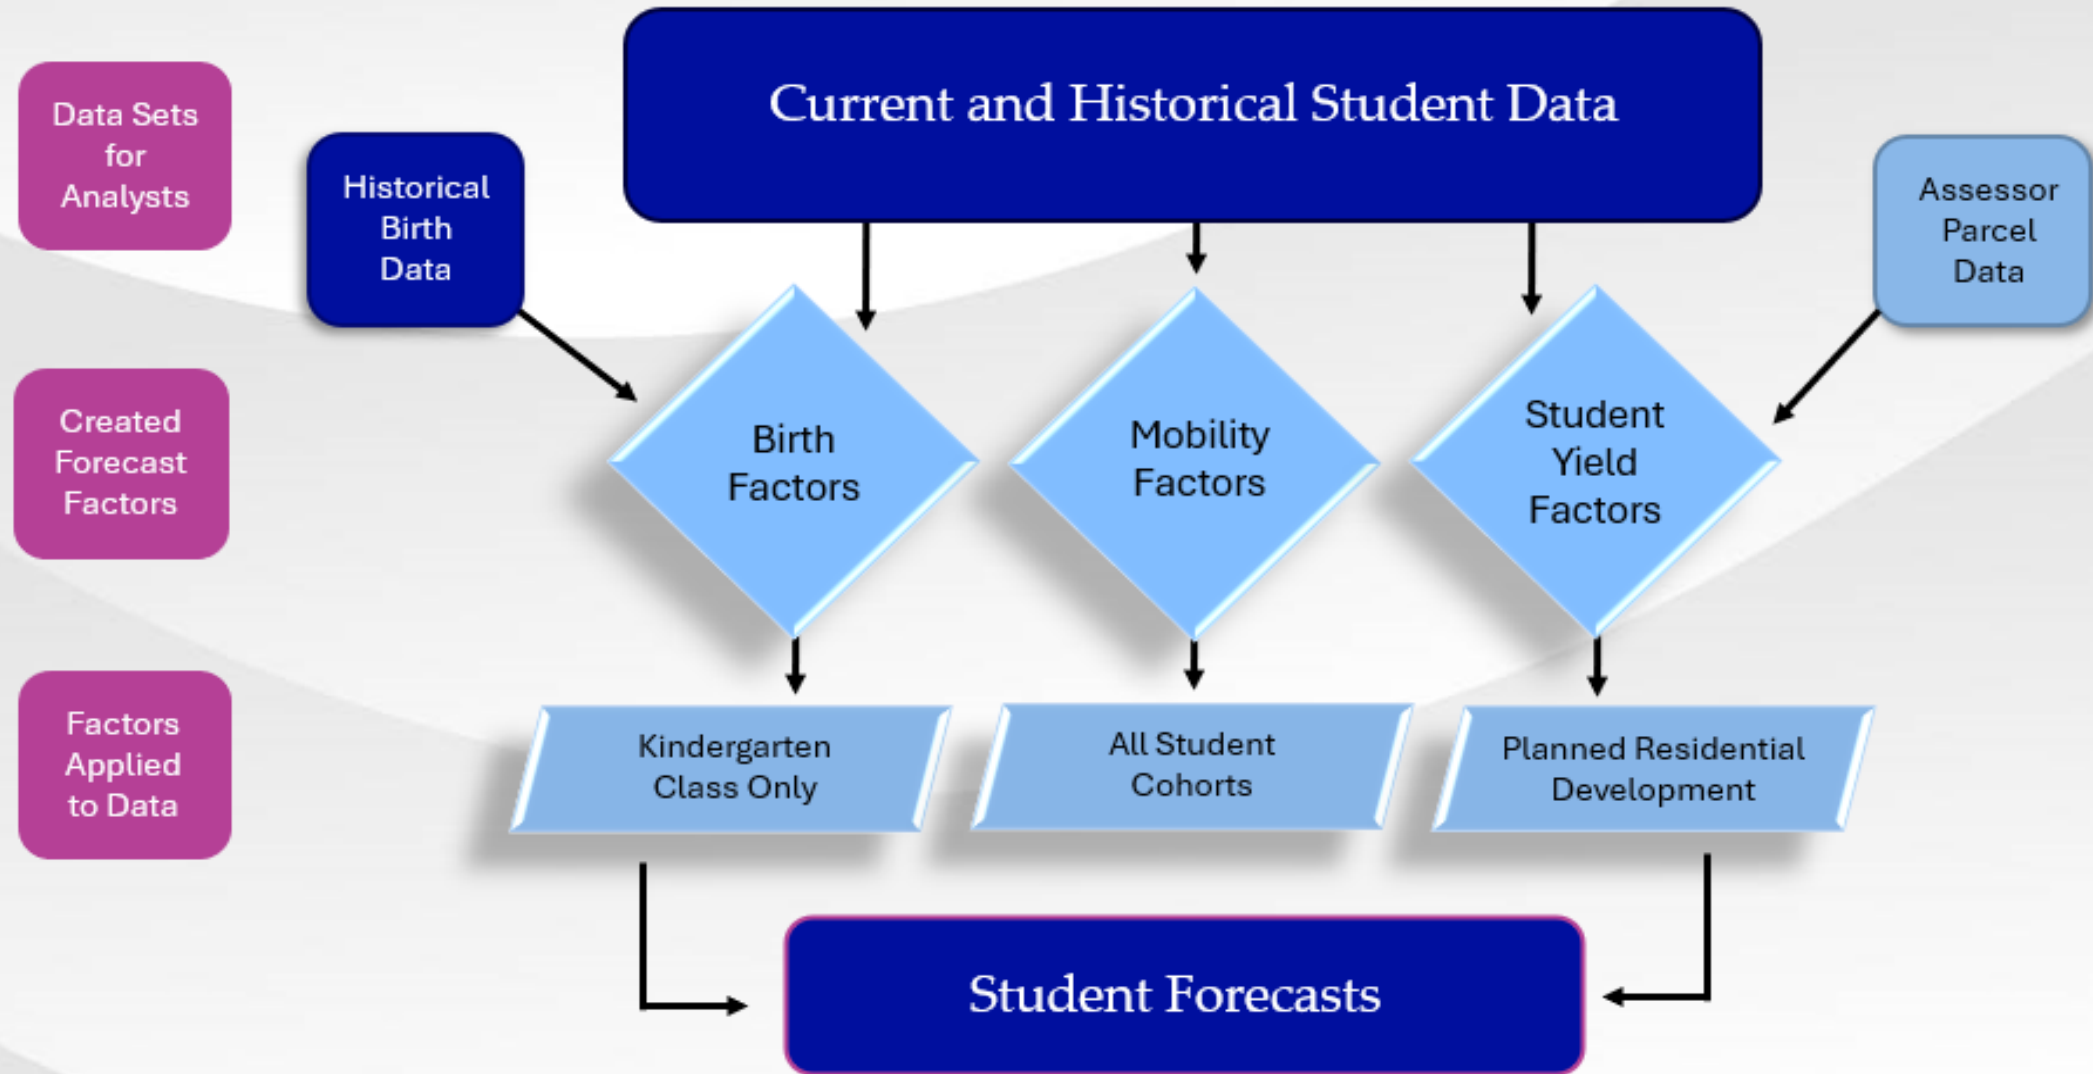 Current and Historical Student Data
Data Sets
for
Analysts
Historical
Birth
Data
Assessor
Parcel
Data
Created
Forecast
Factors
Birth
Factors
Mobility
Factors
Student
Yield
Factors
Factors
Applied
to Data
Kindergarten
Class Only
All Student
Cohorts
Planned Residential
Development
Student Forecasts